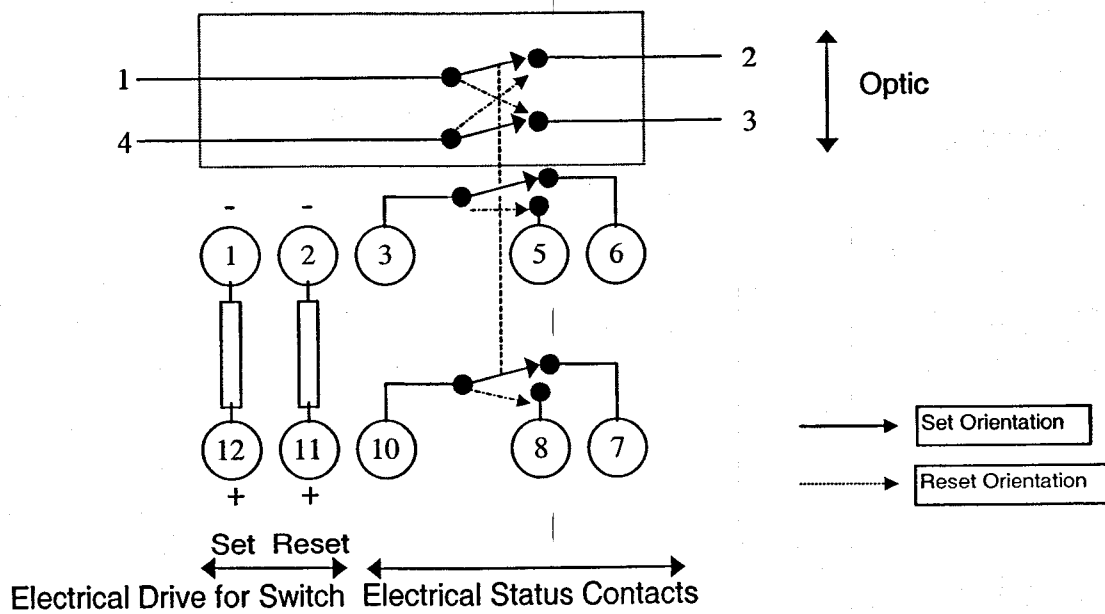 1
2
Optic
4
3
- -
1 2 3 5 6
12 11 10 8 7
+ +
Set Orientation
Reset Orientation
Set Reset
Electrical Drive for Switch Electrical Status Contacts